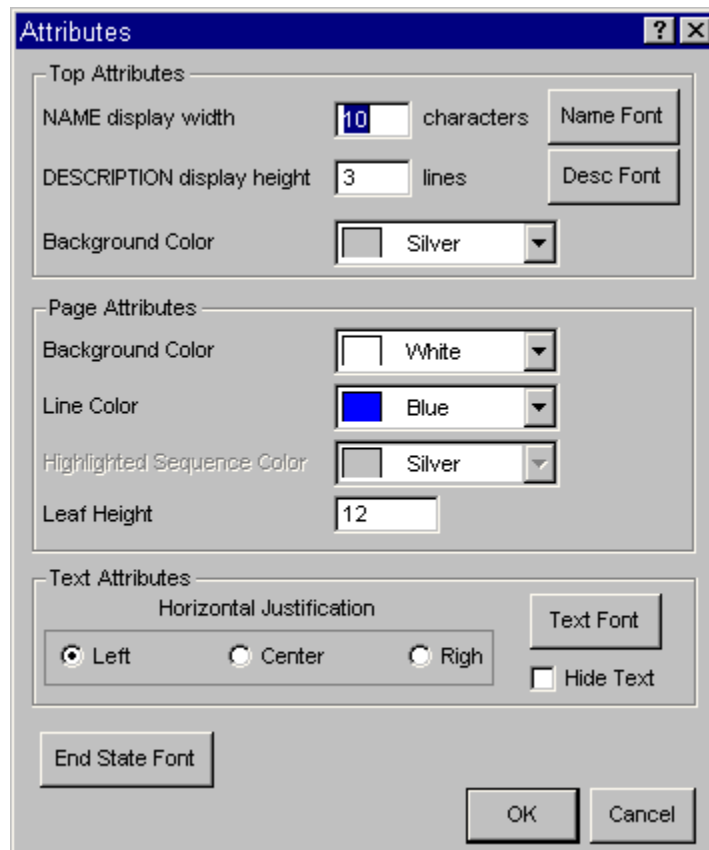 Attributes
Top Attributes
NAME display width 10 characters Name Font
DESCRIPTION display height 3 lines Desc Font
Background Color Silver
Page Attributes
Background Color White
Line Color Blue
Highlighted Sequence Color Silver
Leaf Height 12
Text Attributes
Horizontal Justification
Text Font
Left Center Righ
Hide Text
End State Font
OK Cancel